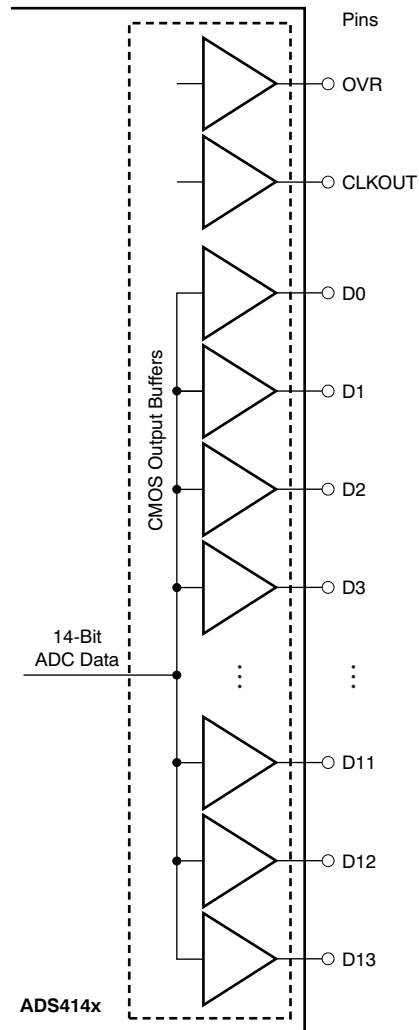 Pins
OVR
CLKOUT
D0
D1
CMOS Output Buffers
D2
D3
14-Bit
ADC Data
D11
D12
D13
ADS414x